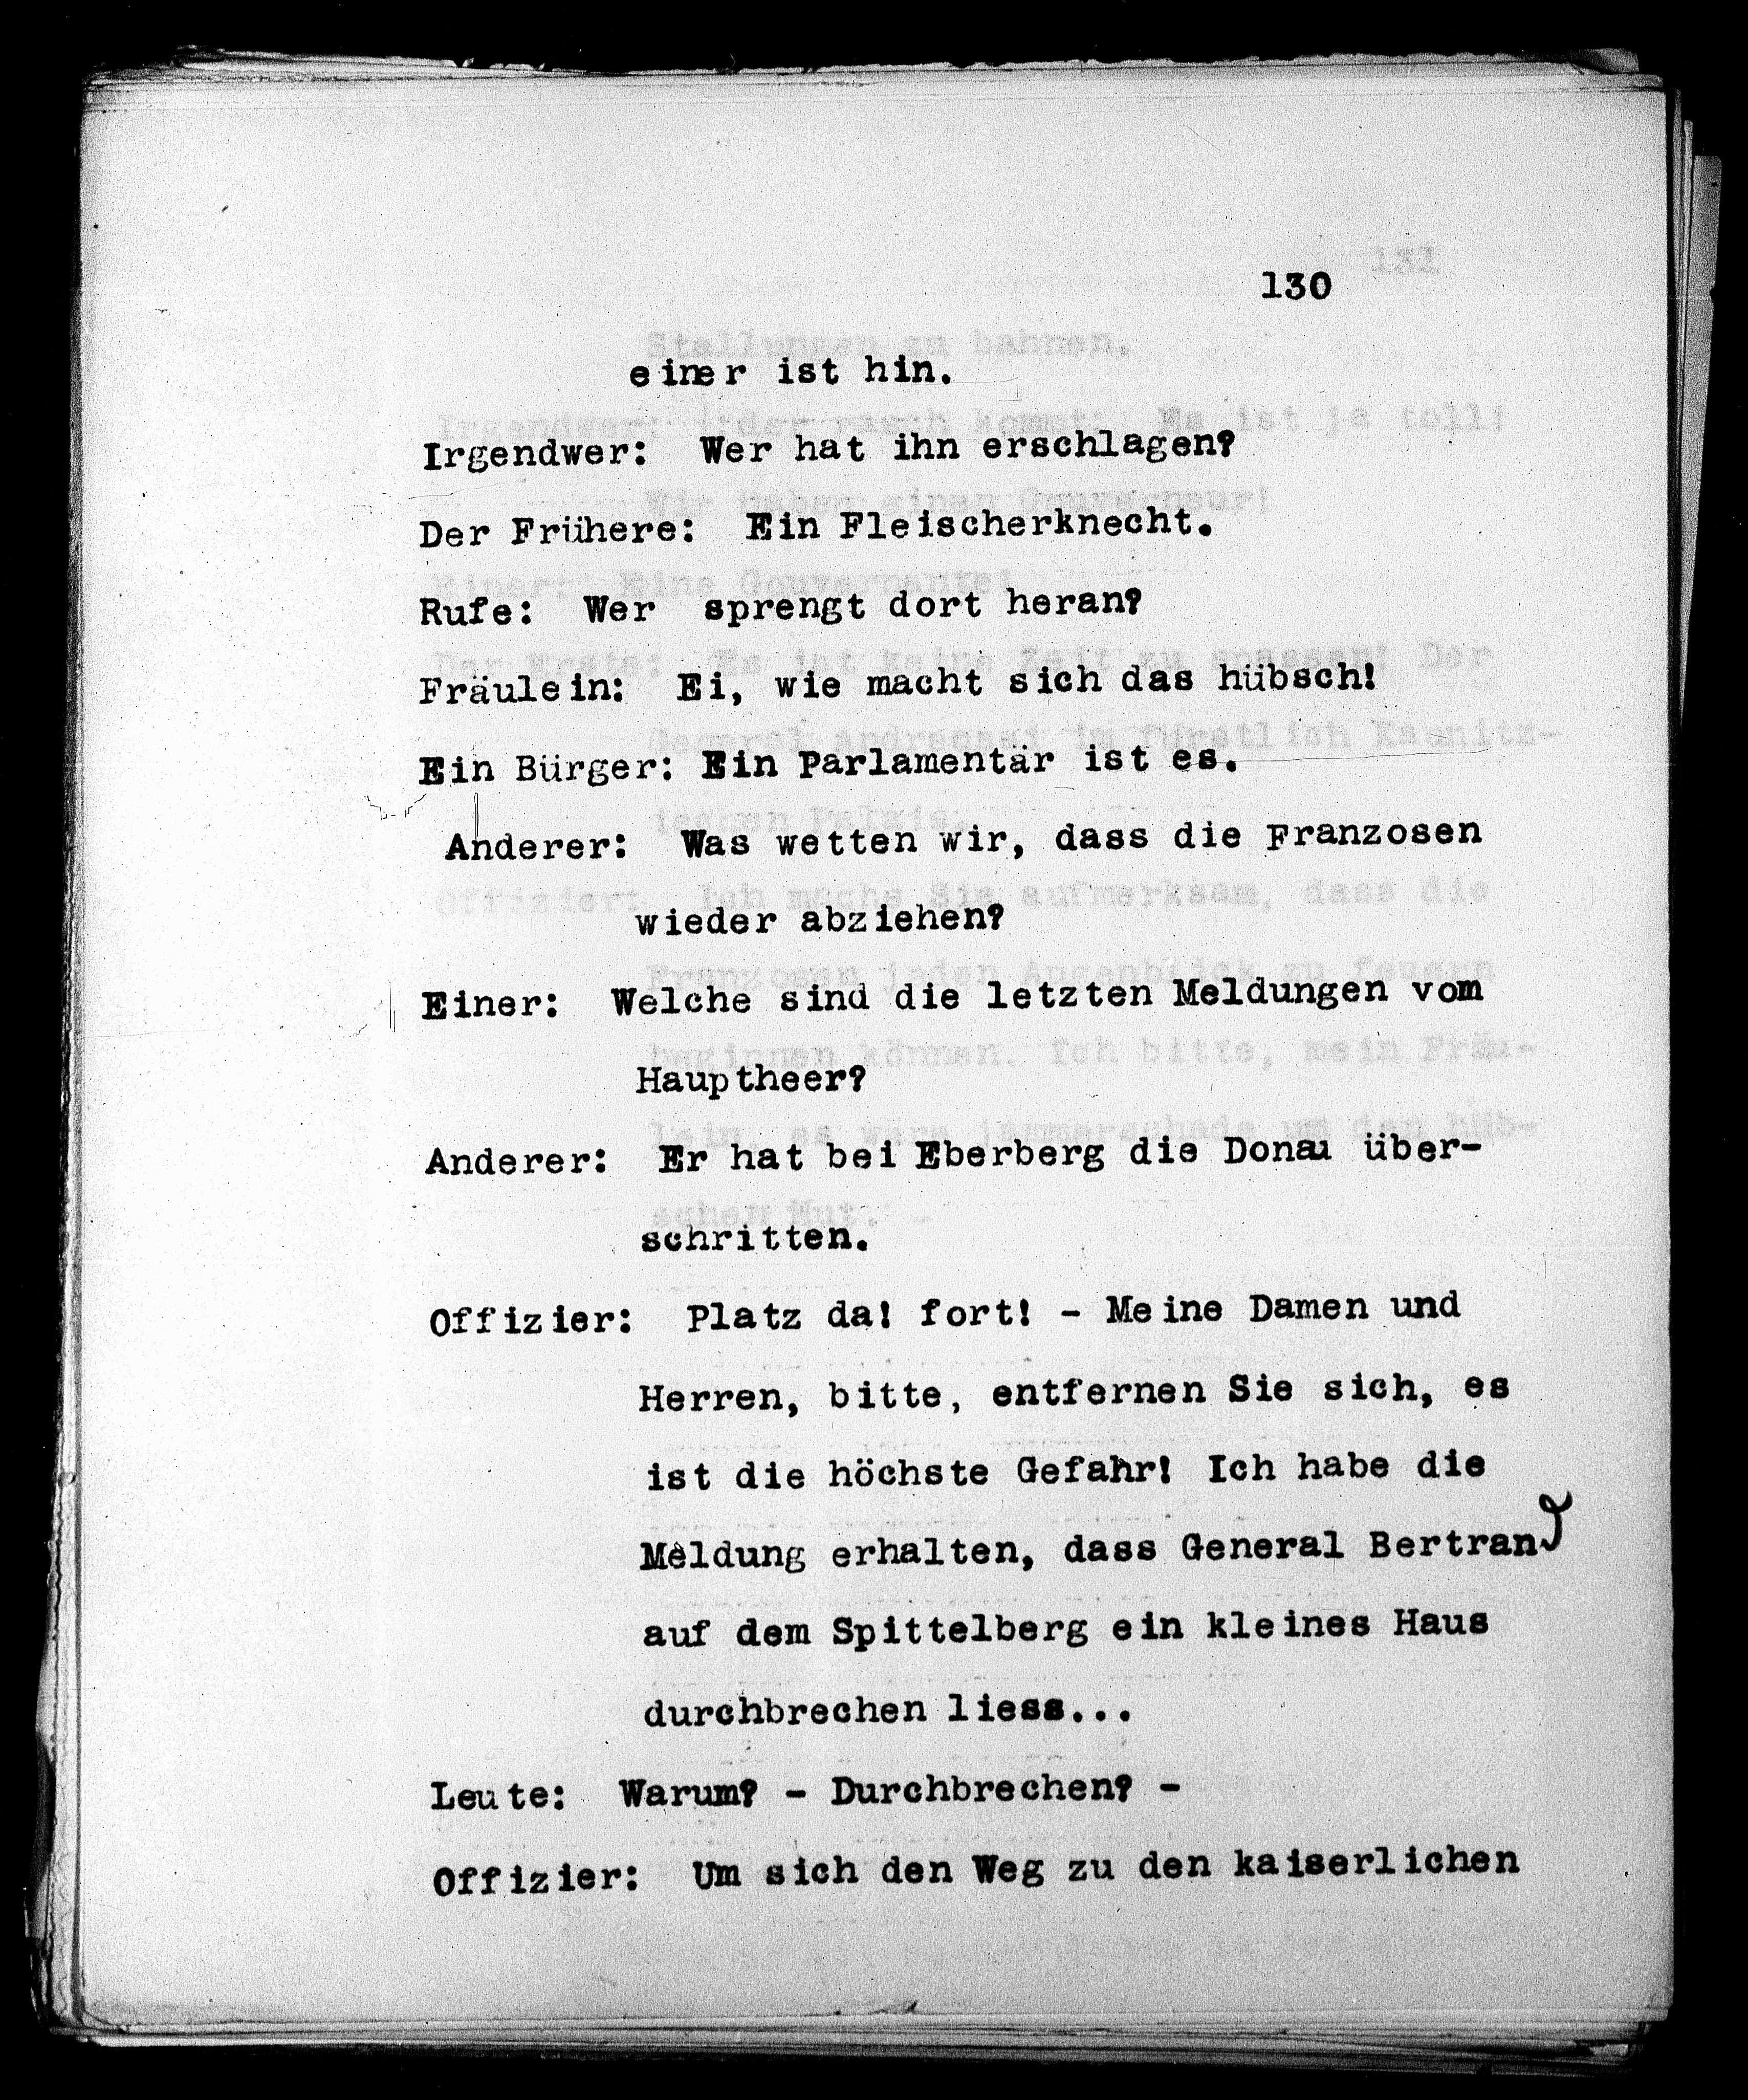 130
einer ist hin.
Irgendwer: Wer hat ihn erschlagen?
Der Frühere: Ein Fleischerknecht.
Rufe: Wer sprengt dort heran?
Fräulein: Ei, wie macht sich das hübsch!
Ein Bürger: Ein Parlamentär ist es.
Anderer: Was wetten wir, dass die Franzosen
wieder abziehen?
Einer: Welche sind die letzten Meldungen vom
Hauptheer?
Anderer: Er hat bei Eberberg die Donau über-
schritten.
Offizier: Platz da! fort! - Meine Damen und
Herren, bitte, entfernen Sie sich, es
ist die höchste Gefahr! Ich habe die
Meldung erhalten, dass General Bertrand
auf dem Spittelberg ein kleines Haus
durchbrechen liess...
Leute: Warum? - Durchbrechen? -
Offizier: Um sich den Weg zu den kaiserlichen